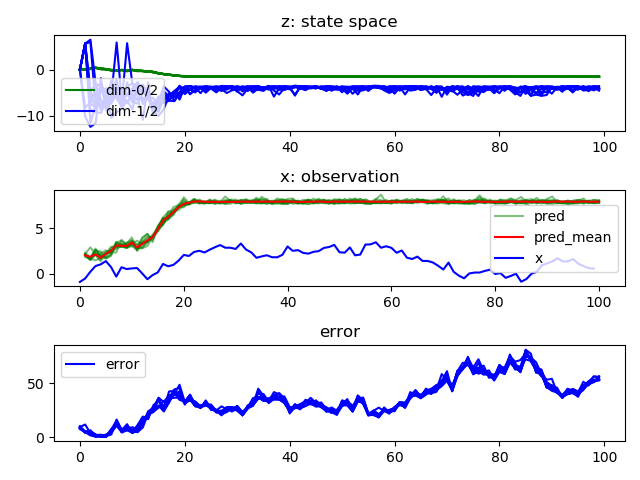 z: state space
0
−10
dim-0/2
dim-1/2
0 20 40 60 80 100
x: observation
5
0
pred
pred_mean
x
0 20 40 60 80 100
error
50
0
error
0 20 40 60 80 100